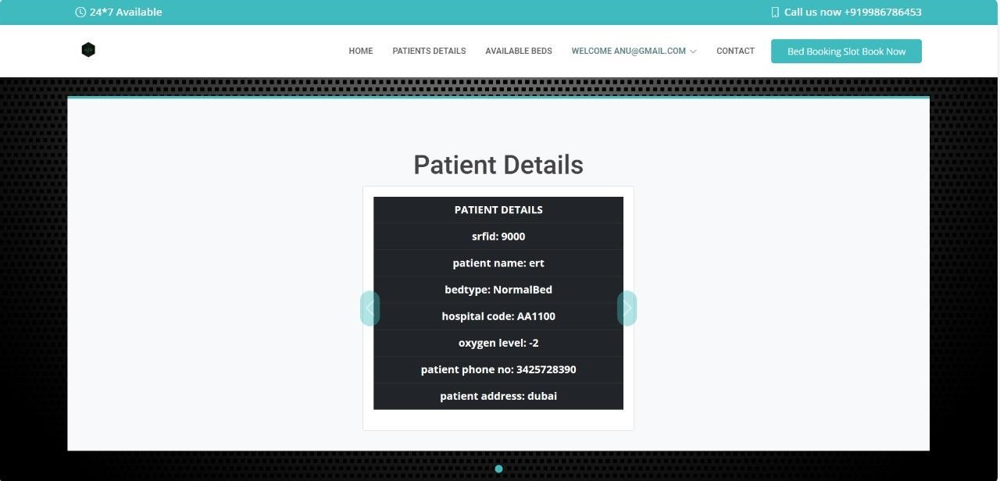 24*7 Available
Call us now +919986786453
HOME PATIENTS DETAILS AVAILABLE BEDS WELCOME ANU@GMAIL.COM CONTACT Bed Booking Slot Book Now
Patient Details
PATIENT DETAILS
srfid: 9000
patient name: ert
bedtype: NormalBed
hospital code: AA1100
oxygen level: -2
patient phone no: 3425728390
patient address: dubai